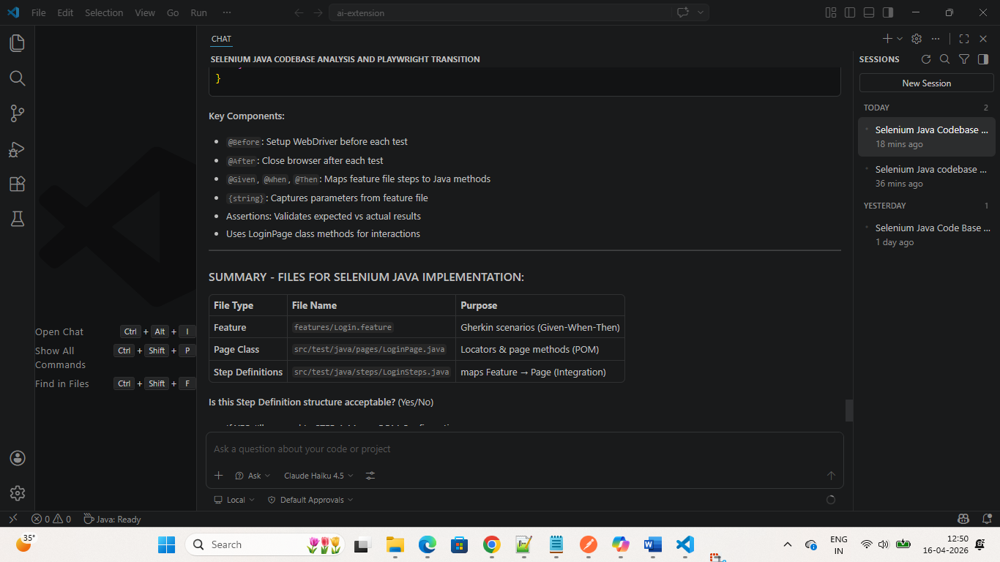 File Edit Selection View Go Run ···
ai-extension
CHAT
SELENIUM JAVA CODEBASE ANALYSIS AND PLAYWRIGHT TRANSITION
}
Key Components:
@Before: Setup WebDriver before each test
@After: Close browser after each test
@Given, @When, @Then: Maps feature file steps to Java methods
{string}: Captures parameters from feature file
Assertions: Validates expected vs actual results
Uses LoginPage class methods for interactions
SUMMARY - FILES FOR SELENIUM JAVA IMPLEMENTATION:
File Type File Name Purpose
Feature features/Login.feature Gherkin scenarios (Given-When-Then)
Page Class src/test/java/pages/LoginPage.java Locators & page methods (POM)
Step Definitions src/test/java/steps/LoginSteps.java maps Feature → Page (Integration)
Is this Step Definition structure acceptable? (Yes/No)
Ask a question about your code or project
Ask Claude Haiku 4.5
Local Default Approvals
SESSIONS
New Session
TODAY 2
Selenium Java Codebase ...
18 mins ago
Selenium Java codebase ...
36 mins ago
YESTERDAY 1
Selenium Java Code Base ...
1 day ago
Open Chat Ctrl + Alt + I
Show All Commands Ctrl + Shift + P
Find in Files Ctrl + Shift + F
0 0 Java: Ready
35°
Search
ENG
IN
12:50
16-04-2026